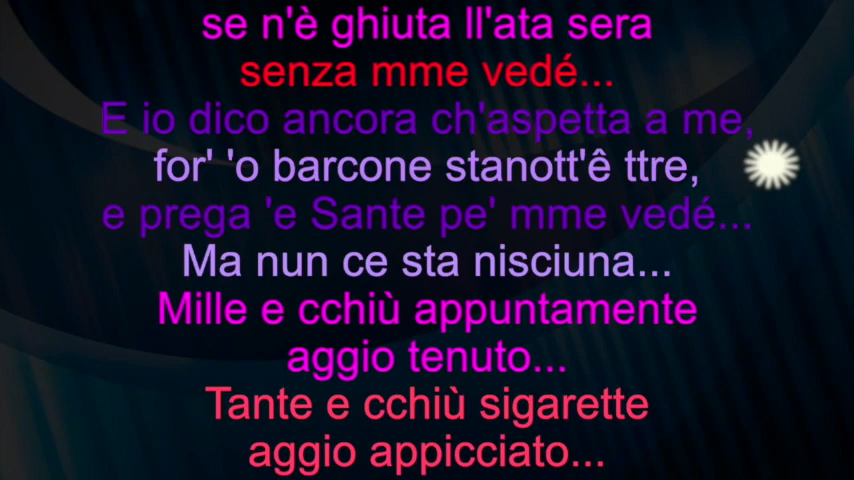 se n'è ghiuta ll'ata sera
senza mme vedé...
E io dico ancora ch'aspetta a me,
for' 'o barcone stanott'ê ttre,
e prega 'e Sante pe' mme vedé...
Ma nun ce sta nisciuna...
Mille e cchiù appuntamente
aggio tenuto...
Tante e cchiù sigarette
aggio appicciato...